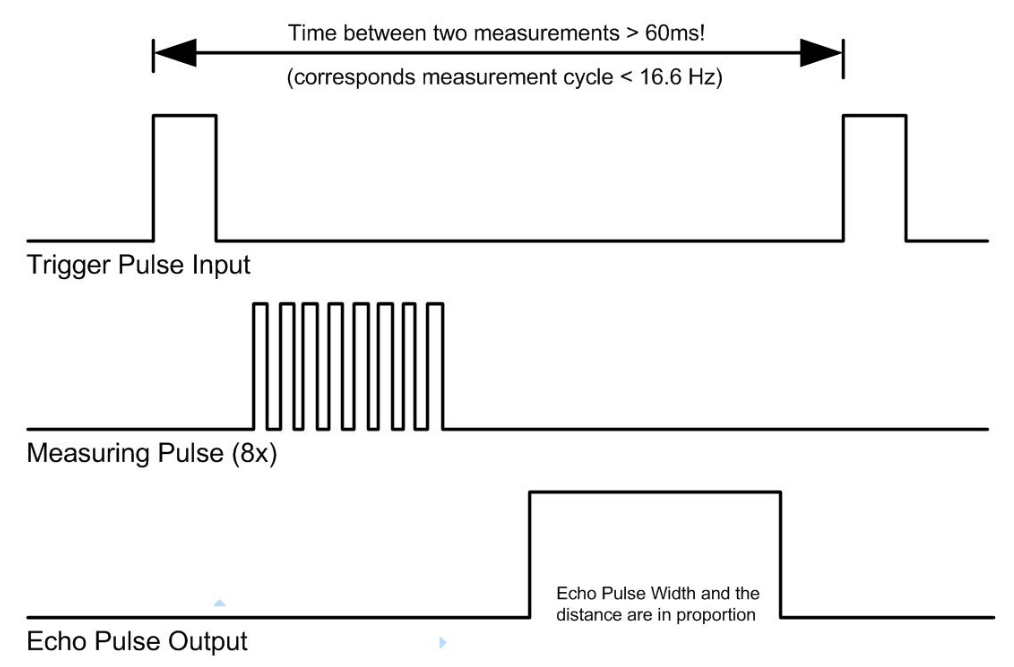 Time between two measurements > 60ms!
(corresponds measurement cycle < 16.6 Hz)
Trigger Pulse Input
Measuring Pulse (8x)
Echo Pulse Width and the
distance are in proportion
Echo Pulse Output